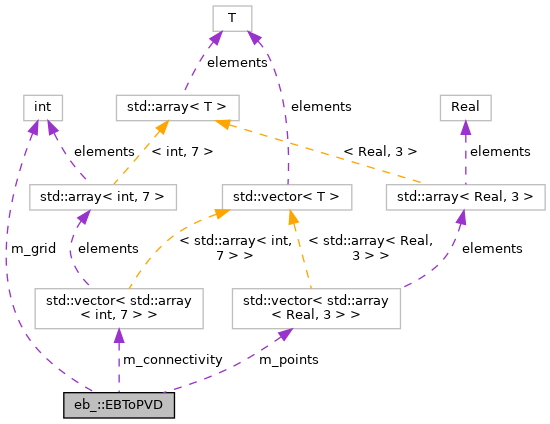 T
elements
int
std::array< T >
elements
Real
elements
< int, 7 >
< Real, 3 >
elements
std::array< int, 7 >
std::vector< T >
std::array< Real, 3 >
m_grid
elements
< std::array< int,
7 > >
< std::array< Real,
3 > >
elements
std::vector< std::array
< int, 7 > >
std::vector< std::array
< Real, 3 > >
m_connectivity
m_points
eb_::EBToPVD